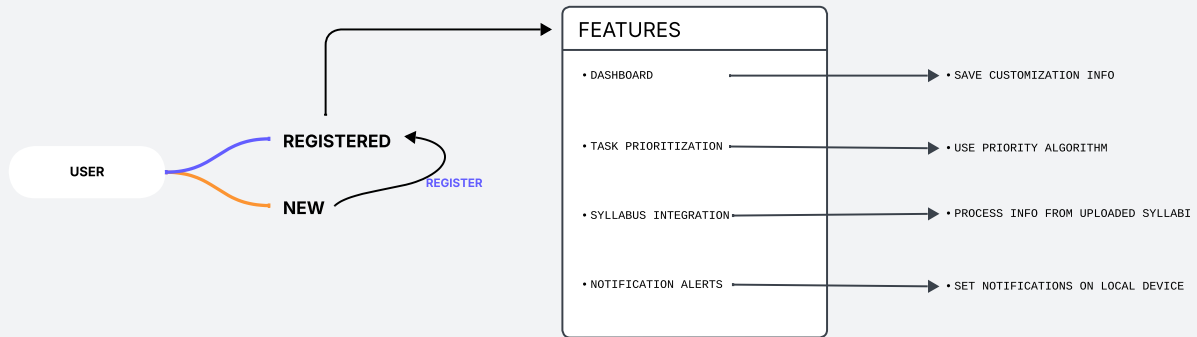 FEATURES
• DASHBOARD
• SAVE CUSTOMIZATION INFO
REGISTERED
• TASK PRIORITIZATION
• USE PRIORITY ALGORITHM
USER
REGISTER
NEW
• SYLLABUS INTEGRATION
• PROCESS INFO FROM UPLOADED SYLLABI
• NOTIFICATION ALERTS
• SET NOTIFICATIONS ON LOCAL DEVICE